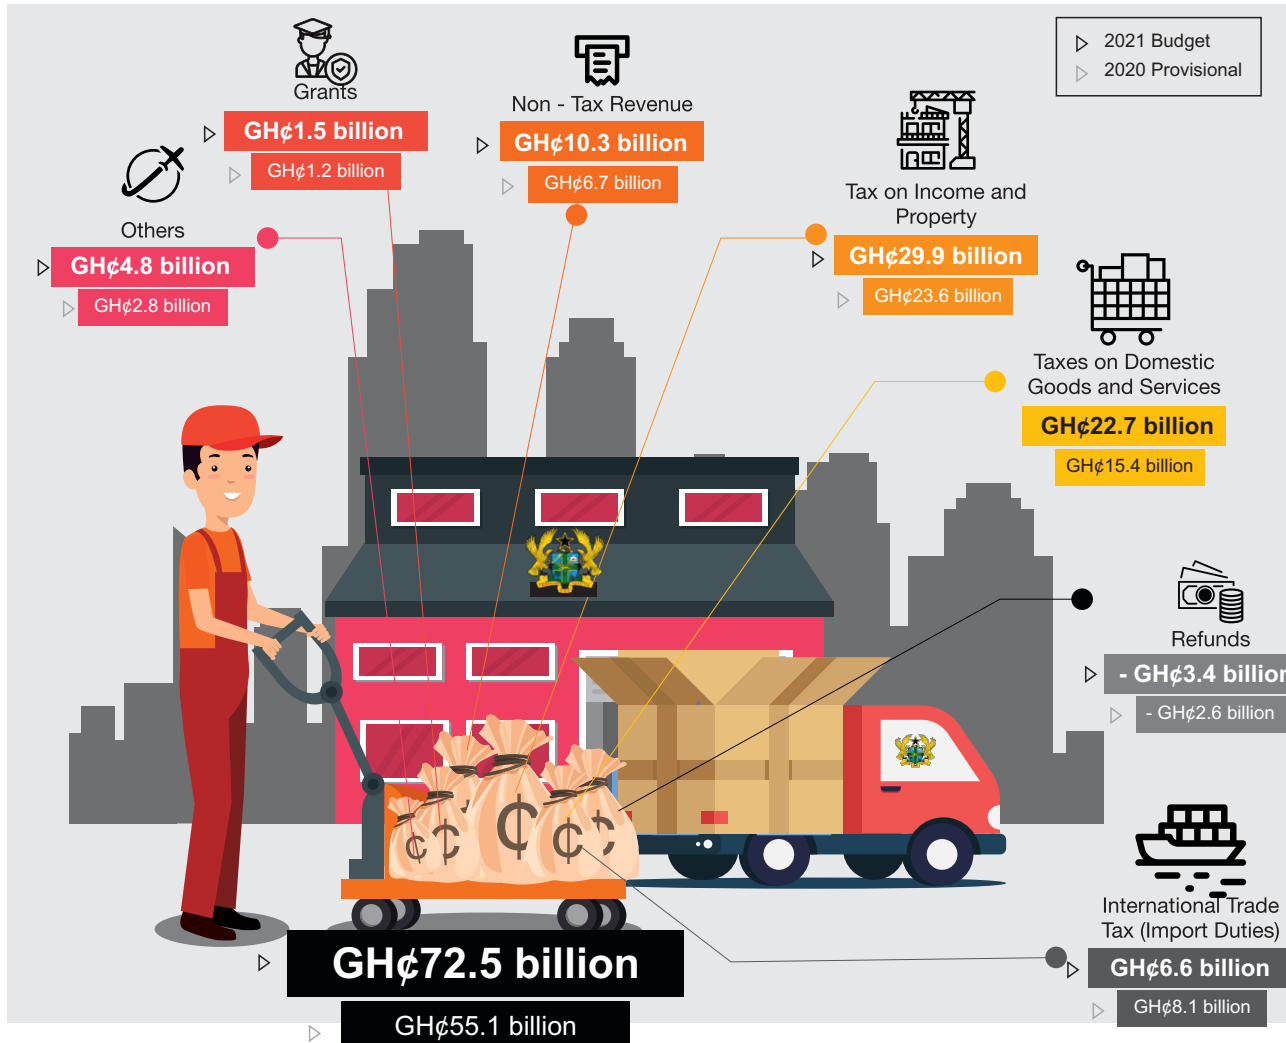 2021 Budget
2020 Provisional
Grants
GH¢1.5 billion
GH¢1.2 billion
Non - Tax Revenue
GH¢10.3 billion
GH¢6.7 billion
Others
GH¢4.8 billion
GH¢2.8 billion
Tax on Income and
Property
GH¢29.9 billion
GH¢23.6 billion
Taxes on Domestic
Goods and Services
GH¢22.7 billion
GH¢15.4 billion
Refunds
- GH¢3.4 billion
- GH¢2.6 billion
International Trade
Tax (Import Duties)
GH¢6.6 billion
GH¢8.1 billion
GH¢72.5 billion
GH¢55.1 billion
¢
¢
¢
¢
¢